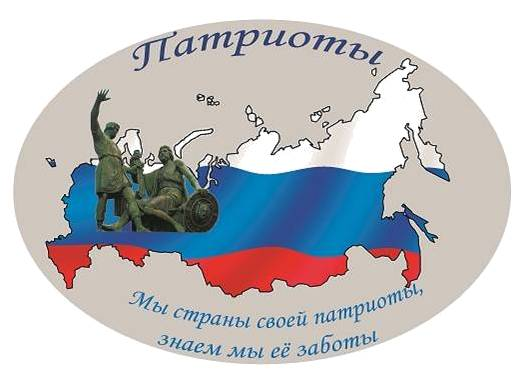 Патриоты
Мы страны своей патриоты,
знаем мы её заботы